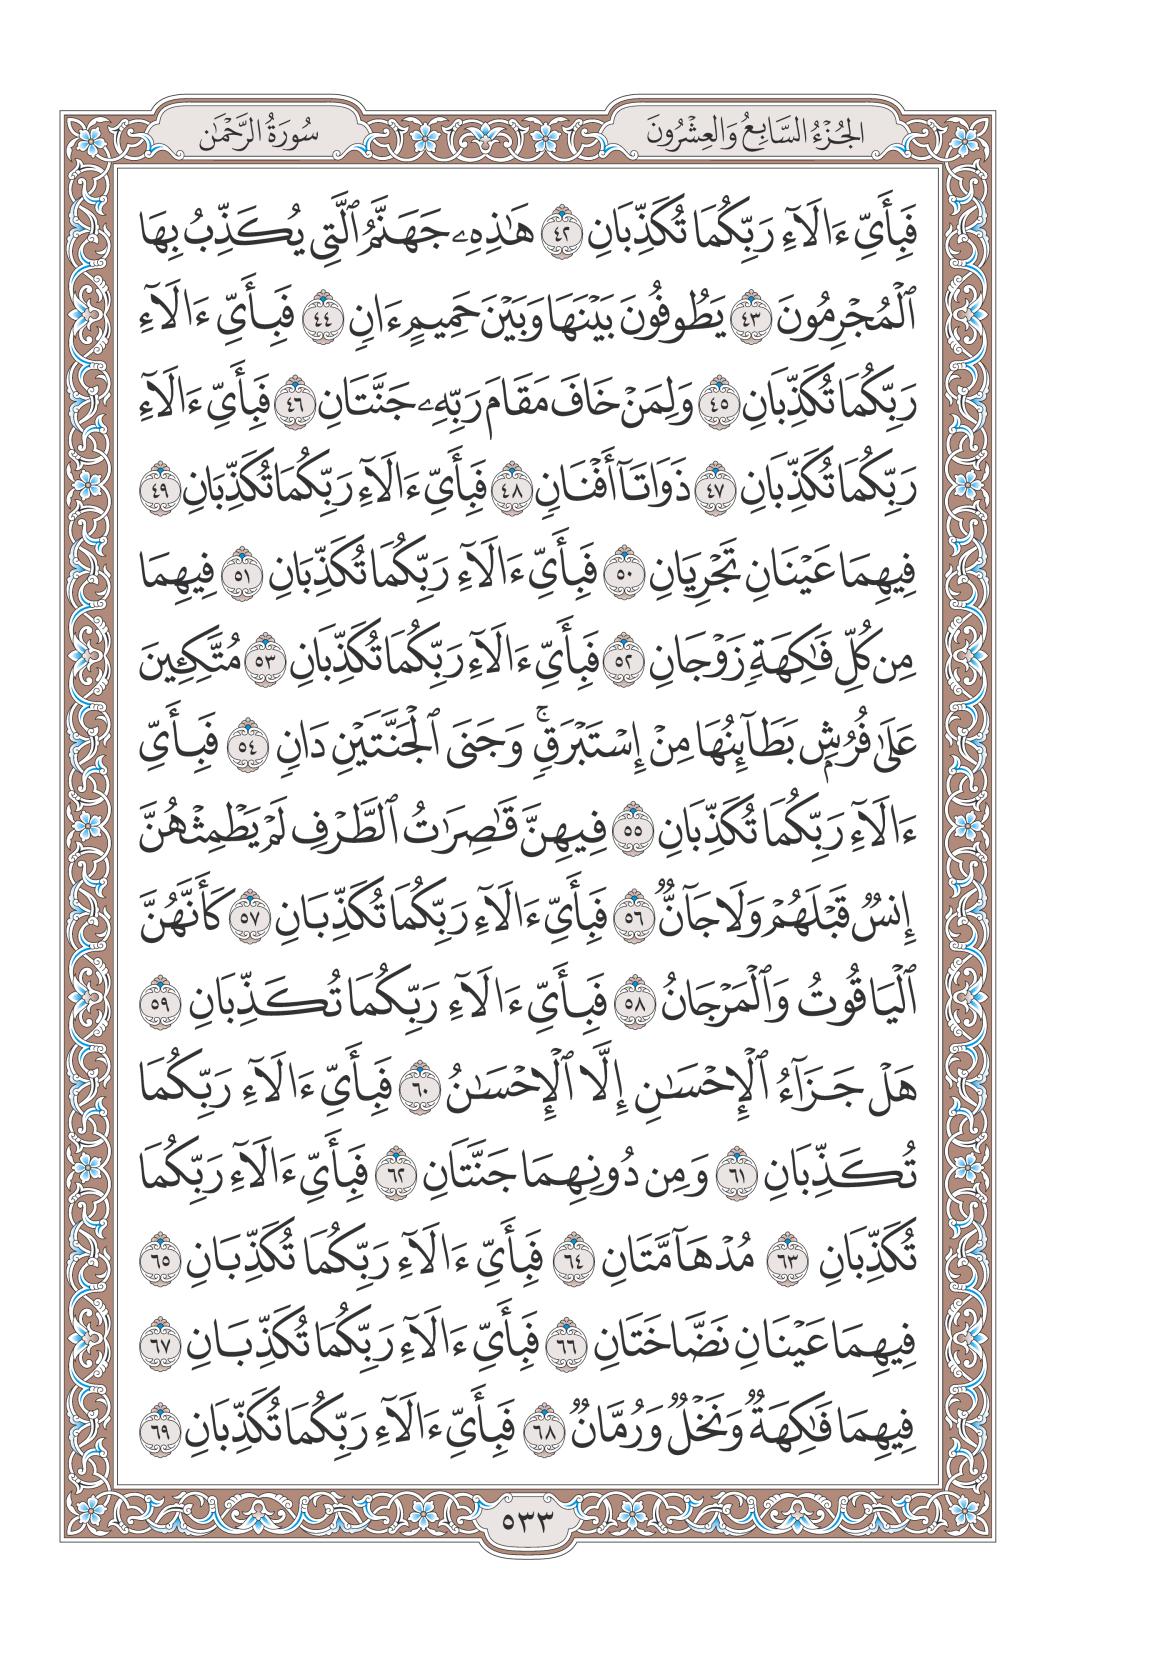 الجُزْءُ السَّابِعُ وَالعِشْرُونَ
سُورَةُ الرَّحْمَٰن
فَبِأَيِّ ءَالَآءِ رَبِّكُمَا تُكَذِّبَانِ ٤٢ هَٰذِهِۦ جَهَنَّمُ ٱلَّتِي يُكَذِّبُ بِهَا
ٱلْمُجْرِمُونَ ٤٣ يَطُوفُونَ بَيْنَهَا وَبَيْنَ حَمِيمٍ ءَانٖ ٤٤ فَبِأَيِّ ءَالَآءِ
رَبِّكُمَا تُكَذِّبَانِ ٤٥ وَلِمَنْ خَافَ مَقَامَ رَبِّهِۦ جَنَّتَانِ ٤٦ فَبِأَيِّ ءَالَآءِ
رَبِّكُمَا تُكَذِّبَانِ ٤٧ ذَوَاتَآ أَفْنَانٖ ٤٨ فَبِأَيِّ ءَالَآءِ رَبِّكُمَا تُكَذِّبَانِ ٤٩
فِيهِمَا عَيْنَانِ تَجْرِيَانِ ٥٠ فَبِأَيِّ ءَالَآءِ رَبِّكُمَا تُكَذِّبَانِ ٥١ فِيهِمَا
مِن كُلِّ فَٰكِهَةٖ زَوْجَانِ ٥٢ فَبِأَيِّ ءَالَآءِ رَبِّكُمَا تُكَذِّبَانِ ٥٣ مُتَّكِـِٔينَ
عَلَىٰ فُرُشِۭ بَطَآئِنُهَا مِنْ إِسْتَبْرَقٖۚ وَجَنَى ٱلْجَنَّتَيْنِ دَانٖ ٥٤ فَبِأَيِّ
ءَالَآءِ رَبِّكُمَا تُكَذِّبَانِ ٥٥ فِيهِنَّ قَٰصِرَٰتُ ٱلطَّرْفِ لَمْ يَطْمِثْهُنَّ
إِنسٞ قَبْلَهُمْ وَلَا جَآنّٞ ٥٦ فَبِأَيِّ ءَالَآءِ رَبِّكُمَا تُكَذِّبَانِ ٥٧ كَأَنَّهُنَّ
ٱلْيَاقُوتُ وَٱلْمَرْجَانُ ٥٨ فَبِأَيِّ ءَالَآءِ رَبِّكُمَا تُكَذِّبَانِ ٥٩
هَلْ جَزَآءُ ٱلْإِحْسَٰنِ إِلَّا ٱلْإِحْسَٰنُ ٦٠ فَبِأَيِّ ءَالَآءِ رَبِّكُمَا
تُكَذِّبَانِ ٦١ وَمِن دُونِهِمَا جَنَّتَانِ ٦٢ فَبِأَيِّ ءَالَآءِ رَبِّكُمَا
تُكَذِّبَانِ ٦٣ مُدْهَآمَّتَانِ ٦٤ فَبِأَيِّ ءَالَآءِ رَبِّكُمَا تُكَذِّبَانِ ٦٥
فِيهِمَا عَيْنَانِ نَضَّاخَتَانِ ٦٦ فَبِأَيِّ ءَالَآءِ رَبِّكُمَا تُكَذِّبَانِ ٦٧
فِيهِمَا فَٰكِهَةٞ وَنَخْلٞ وَرُمَّانٞ ٦٨ فَبِأَيِّ ءَالَآءِ رَبِّكُمَا تُكَذِّبَانِ ٦٩
٥٣٣